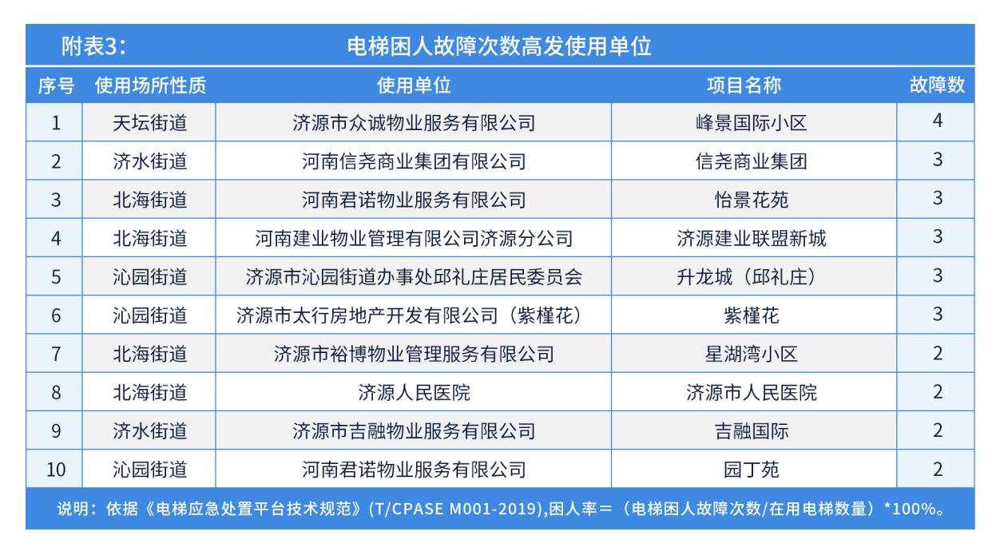 附表3： 电梯困人故障次数高发使用单位
序号 使用场所性质 使用单位 项目名称 故障数
1 天坛街道 济源市众诚物业服务有限公司 峰景国际小区 4
2 济水街道 河南信尧商业集团有限公司 信尧商业集团 3
3 北海街道 河南君诺物业服务有限公司 怡景花苑 3
4 北海街道 河南建业物业管理有限公司济源分公司 济源建业联盟新城 3
5 沁园街道 济源市沁园街道办事处邱礼庄居民委员会 升龙城（邱礼庄） 3
6 沁园街道 济源市太行房地产开发有限公司（紫槿花） 紫槿花 3
7 北海街道 济源市裕博物业管理服务有限公司 星湖湾小区 2
8 北海街道 济源人民医院 济源市人民医院 2
9 济水街道 济源市吉融物业服务有限公司 吉融国际 2
10 沁园街道 河南君诺物业服务有限公司 园丁苑 2
说明：依据《电梯应急处置平台技术规范》(T/CPASE M001-2019),困人率＝（电梯困人故障次数/在用电梯数量）*100%。